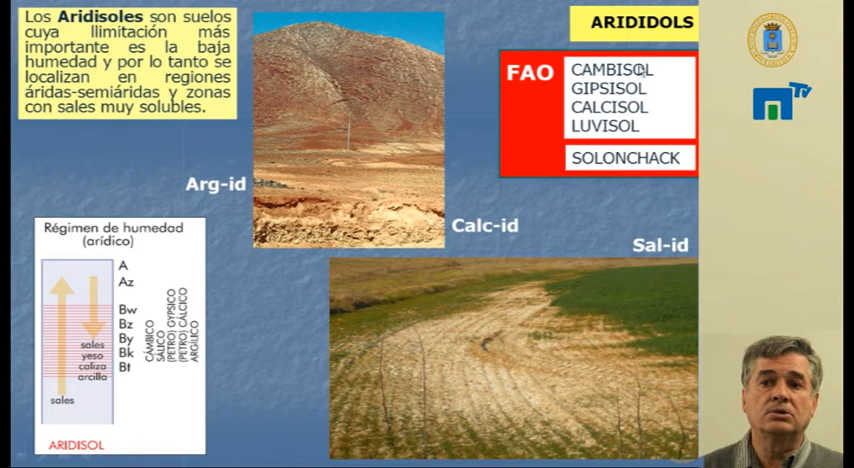 Los Aridisoles son suelos
cuya llimitación más
importante es la baja
humedad y por lo tanto se
localizan en regiones
áridas-semiáridas y zonas
con sales muy solubles.
ARIDIDOLS
FAO
CAMBISOL
GIPSISOL
CALCISOL
LUVISOL
SOLONCHACK
Arg-id
Calc-id
Sal-id
Régimen de humedad
(arídico)
A
Az
Bw
Bz
By
Bk
Bt
sales
yeso
caliza
arcilla
sales
CÁMBICO
SÁLICO
(PETRO) GYPSICO
(PETRO) CÁLCICO
ARGÍLICO
ARIDISOL
TV